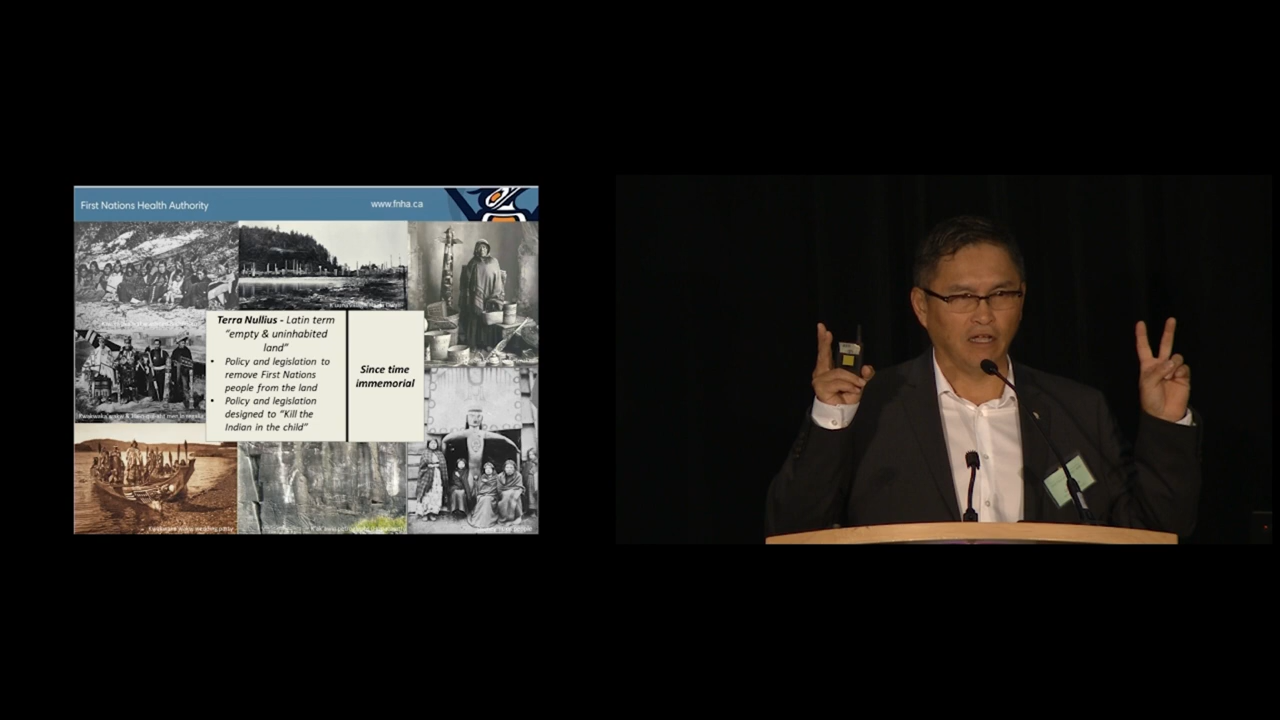 First Nations Health Authority
www.fnha.ca
Terra Nullius - Latin term
"empty & uninhabited
land"
• Policy and legislation to
remove First Nations
people from the land
• Policy and legislation
designed to "Kill the
Indian in the child"
Since time
immemorial